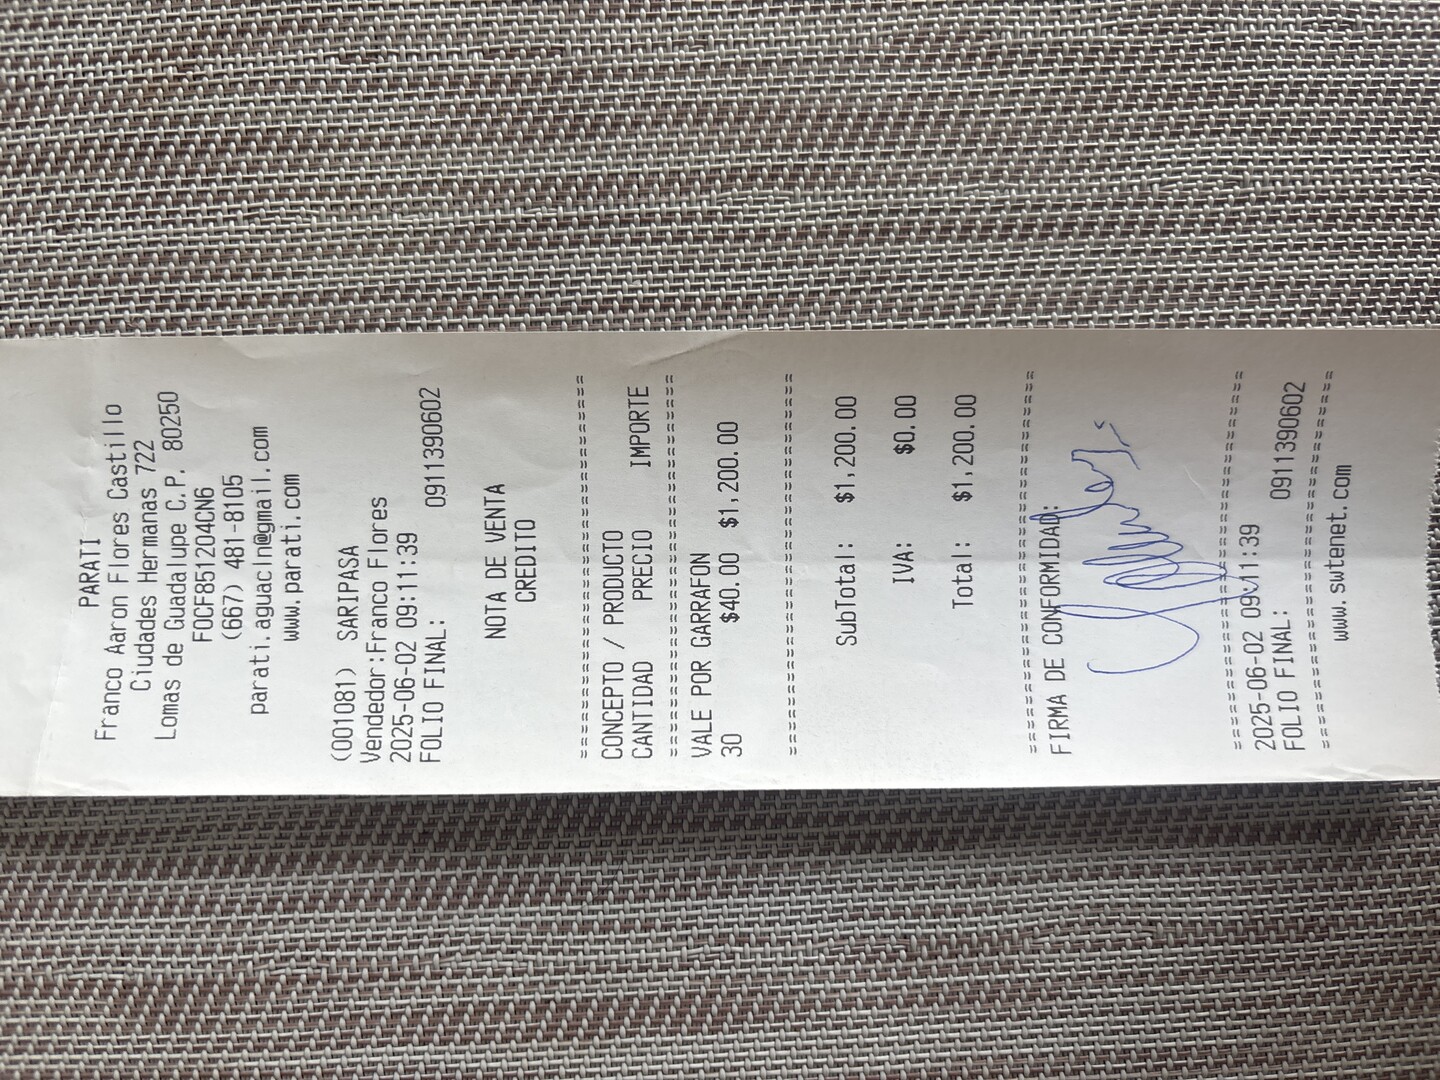 PARATI
Franco Aaron Flores Castillo
Ciudades Hermanas 722
Lomas de Guadalupe C.P. 80250
FOCF851204CN6
(667) 481-8105
parati.aguacln@gmail.com
www.parati.com
(001081) SARIPASA
Vendedor:Franco Flores
2025-06-02 09:11:39
FOLIO FINAL: 0911390602
NOTA DE VENTA
CREDITO
==============================
CONCEPTO / PRODUCTO
CANTIDAD PRECIO IMPORTE
==============================
VALE POR GARRAFON
30 $40.00 $1,200.00
==============================
SubTotal: $1,200.00
IVA: $0.00
Total: $1,200.00
==============================
FIRMA DE CONFORMIDAD:
==============================
2025-06-02 09:11:39
FOLIO FINAL: 0911390602
==============================
www.swtenet.com